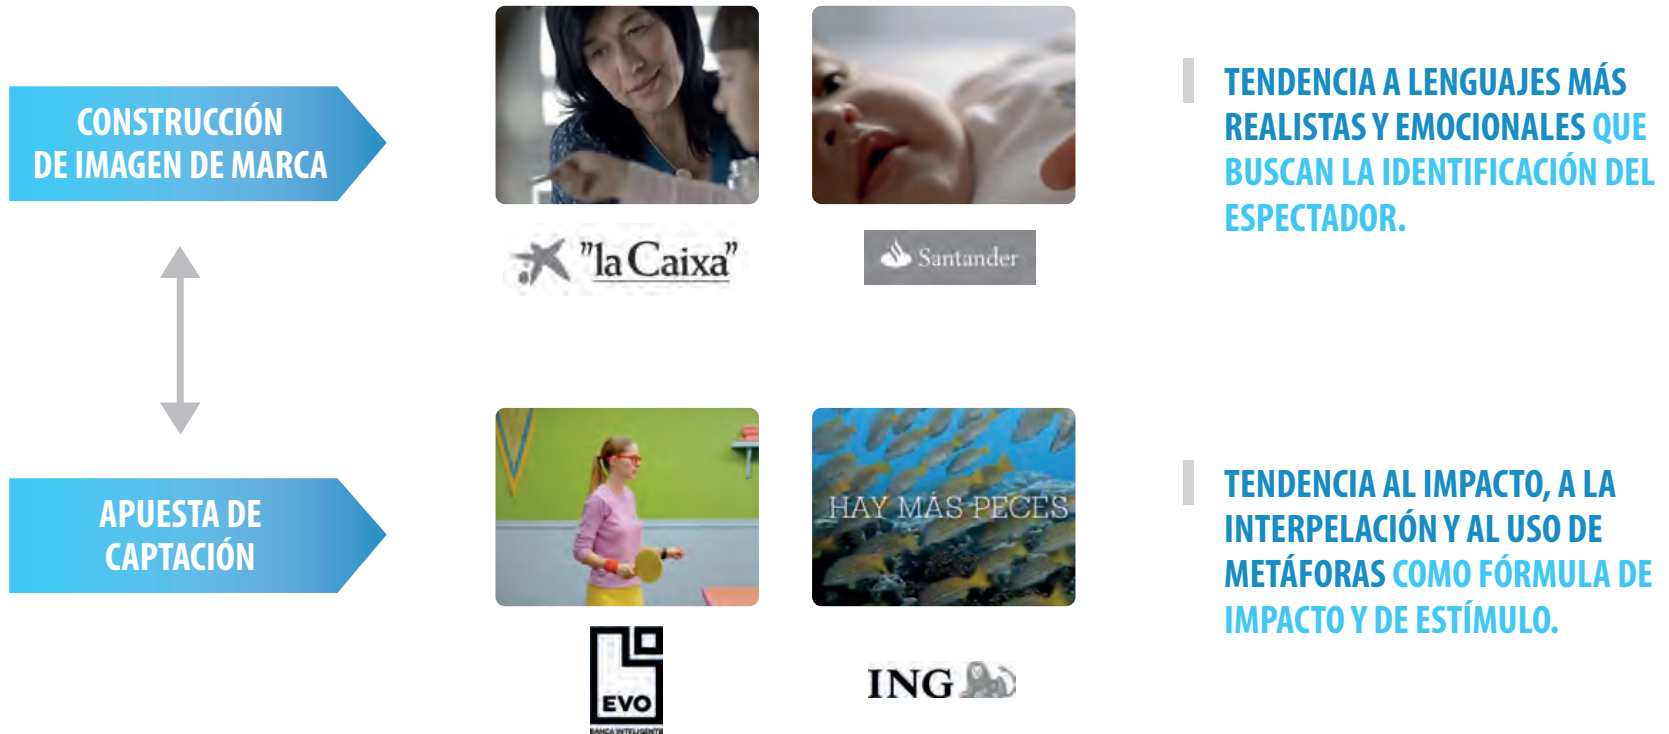 CONSTRUCCIÓN
DE IMAGEN DE MARCA
"la Caixa"
Santander
TENDENCIA A LENGUAJES MÁS
REALISTAS Y EMOCIONALES QUE
BUSCAN LA IDENTIFICACIÓN DEL
ESPECTADOR.
APUESTA DE
CAPTACIÓN
HAY MÁS PECES
EVO
BANCA INTELIGENTE
ING
TENDENCIA AL IMPACTO, A LA
INTERPELACIÓN Y AL USO DE
METÁFORAS COMO FÓRMULA DE
IMPACTO Y DE ESTÍMULO.